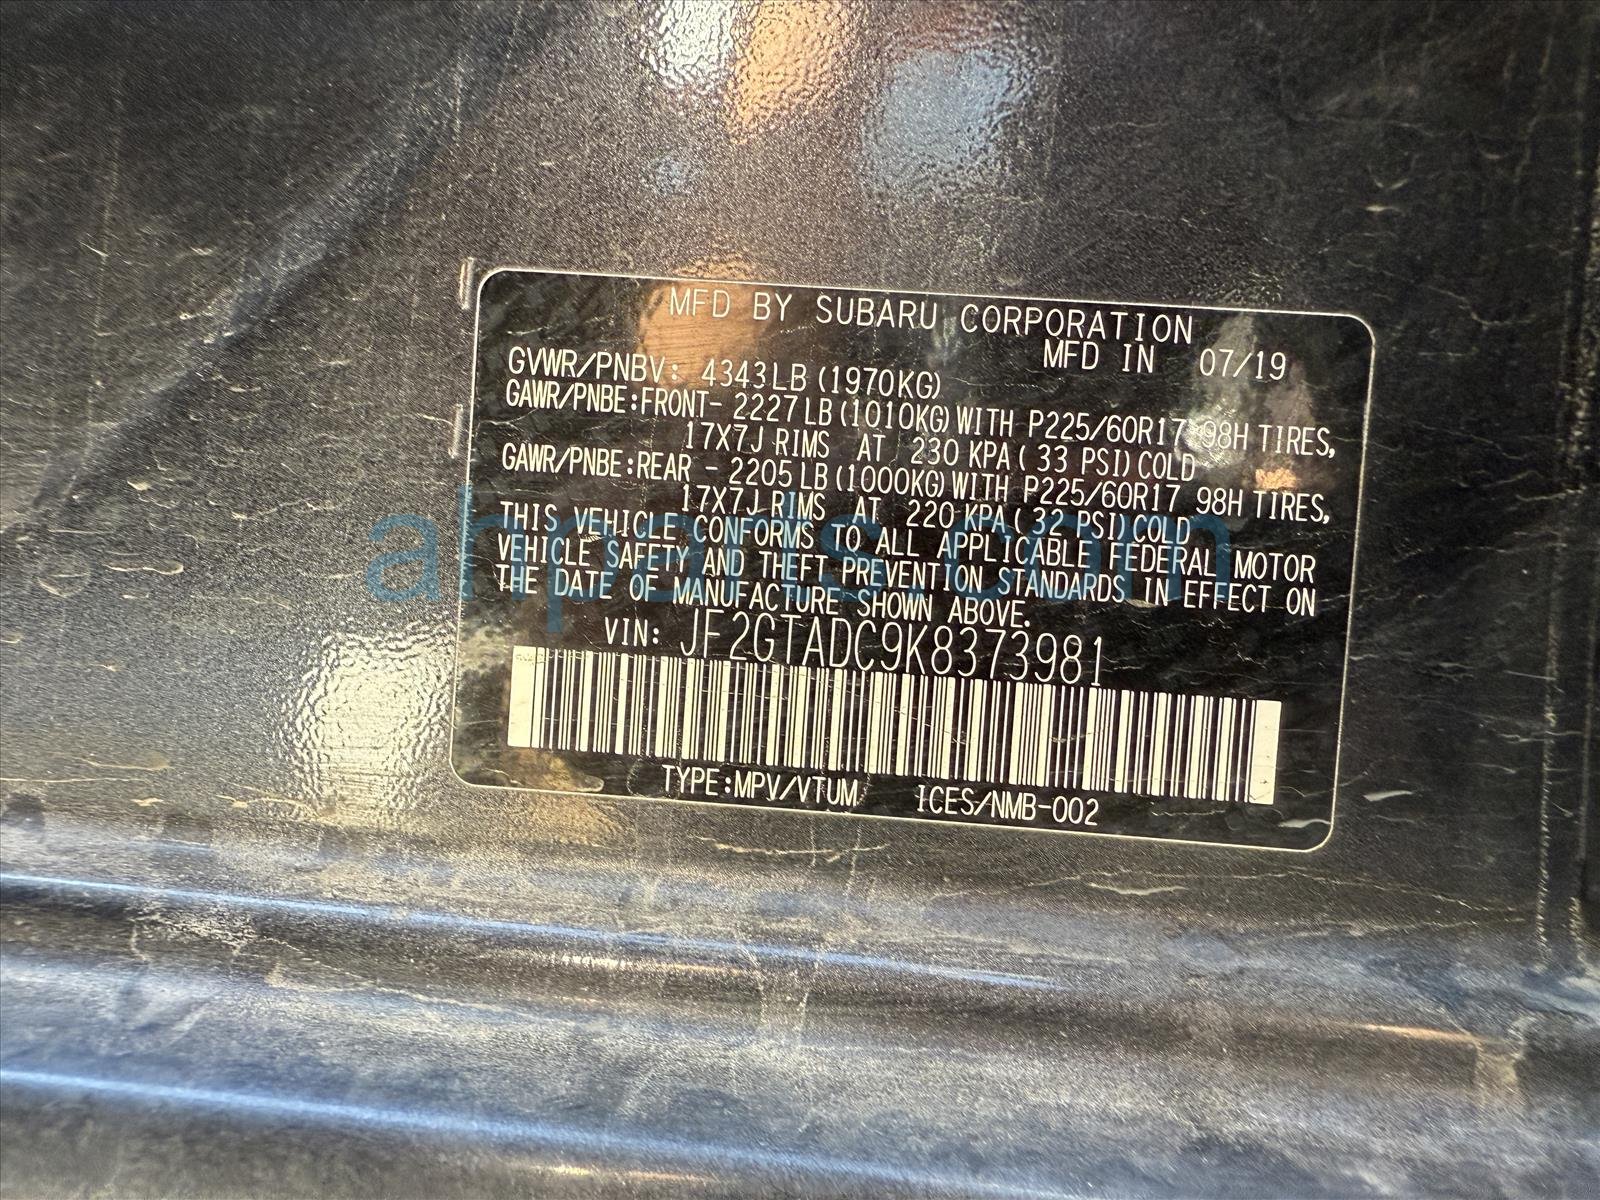 MFD BY SUBARU CORPORATION
MFD IN 07/19
GVWR/PNBV: 4343LB(1970KG)
GAWR/PNBE:FRONT- 2227LB(1010KG)WITH P225/60R17 98H TIRES,
17X7J RIMS AT 230 KPA( 33 PSI)COLD
GAWR/PNBE:REAR - 2205LB(1000KG)WITH P225/60R17 98H TIRES,
17X7J RIMS AT 220 KPA( 32 PSI)COLD
THIS VEHICLE CONFORMS TO ALL APPLICABLE FEDERAL MOTOR
VEHICLE SAFETY AND THEFT PREVENTION STANDARDS IN EFFECT ON
THE DATE OF MANUFACTURE SHOWN ABOVE.
VIN: JF2GTADC9K8373981
TYPE:MPV/VTUM ICES/NMB-002
ahparts.com